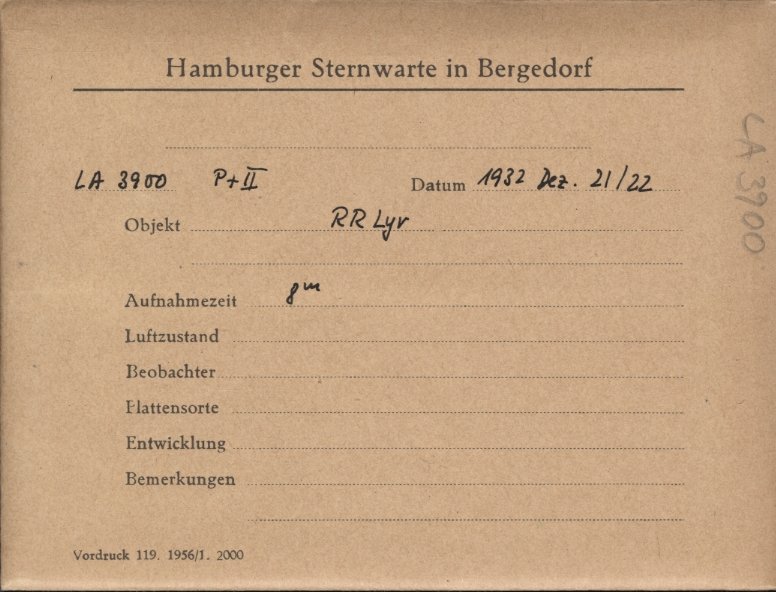 Hamburger Sternwarte in Bergedorf
LA 3900 P+II Datum 1932 Dez. 21/22
Objekt RR Lyr
Aufnahmezeit 8m
Luftzustand
Beobachter
Plattensorte
Entwicklung
Bemerkungen
Vordruck 119. 1956/1. 2000
LA 3900